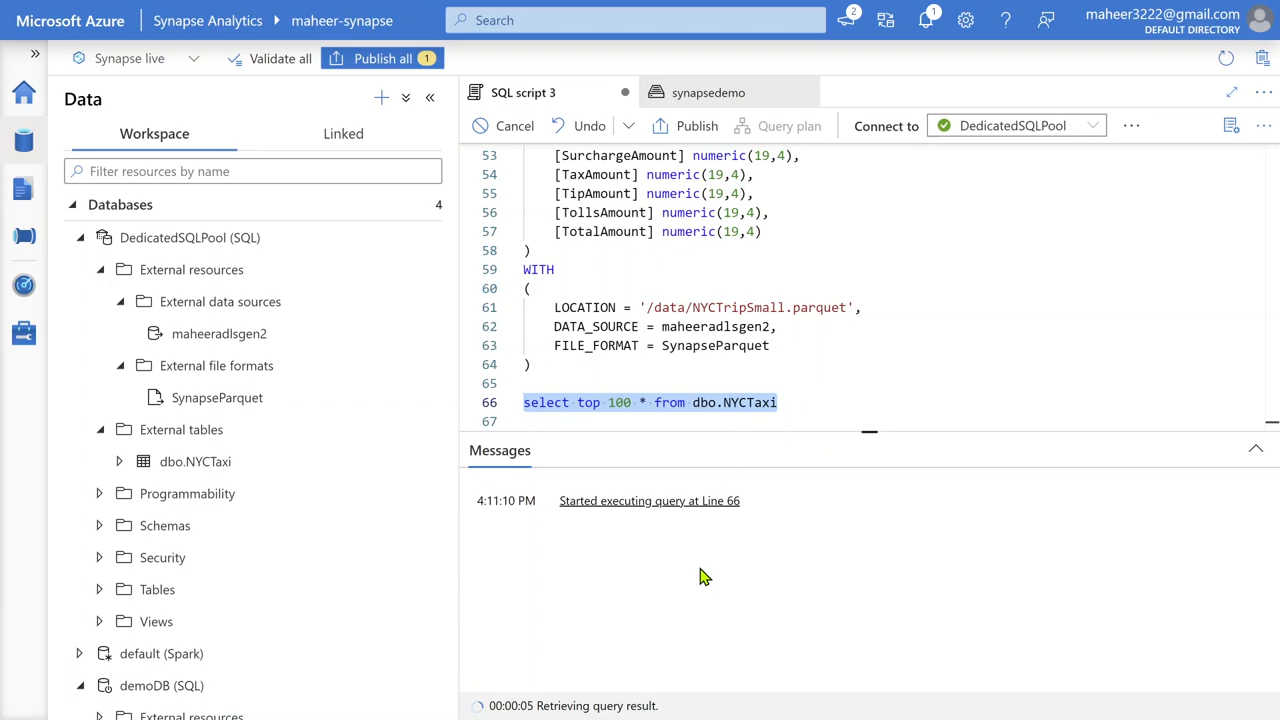 Microsoft Azure
Synapse Analytics
maheer-synapse
Search
2
1
maheer3222@gmail.com
DEFAULT DIRECTORY
Synapse live
Validate all
Publish all 1
Data
Workspace
Linked
Filter resources by name
Databases
4
DedicatedSQLPool (SQL)
External resources
External data sources
maheeradlsgen2
External file formats
SynapseParquet
External tables
dbo.NYCTaxi
Programmability
Schemas
Security
Tables
Views
default (Spark)
demoDB (SQL)
External resources
SQL script 3
synapsedemo
Cancel
Undo
Publish
Query plan
Connect to
DedicatedSQLPool
53 [SurchargeAmount] numeric(19,4),
54 [TaxAmount] numeric(19,4),
55 [TipAmount] numeric(19,4),
56 [TollsAmount] numeric(19,4),
57 [TotalAmount] numeric(19,4)
58 )
59 WITH
60 (
61 LOCATION = '/data/NYCTripSmall.parquet',
62 DATA_SOURCE = maheeradlsgen2,
63 FILE_FORMAT = SynapseParquet
64 )
65
66 select top 100 * from dbo.NYCTaxi
67
Messages
4:11:10 PM Started executing query at Line 66
00:00:05 Retrieving query result.